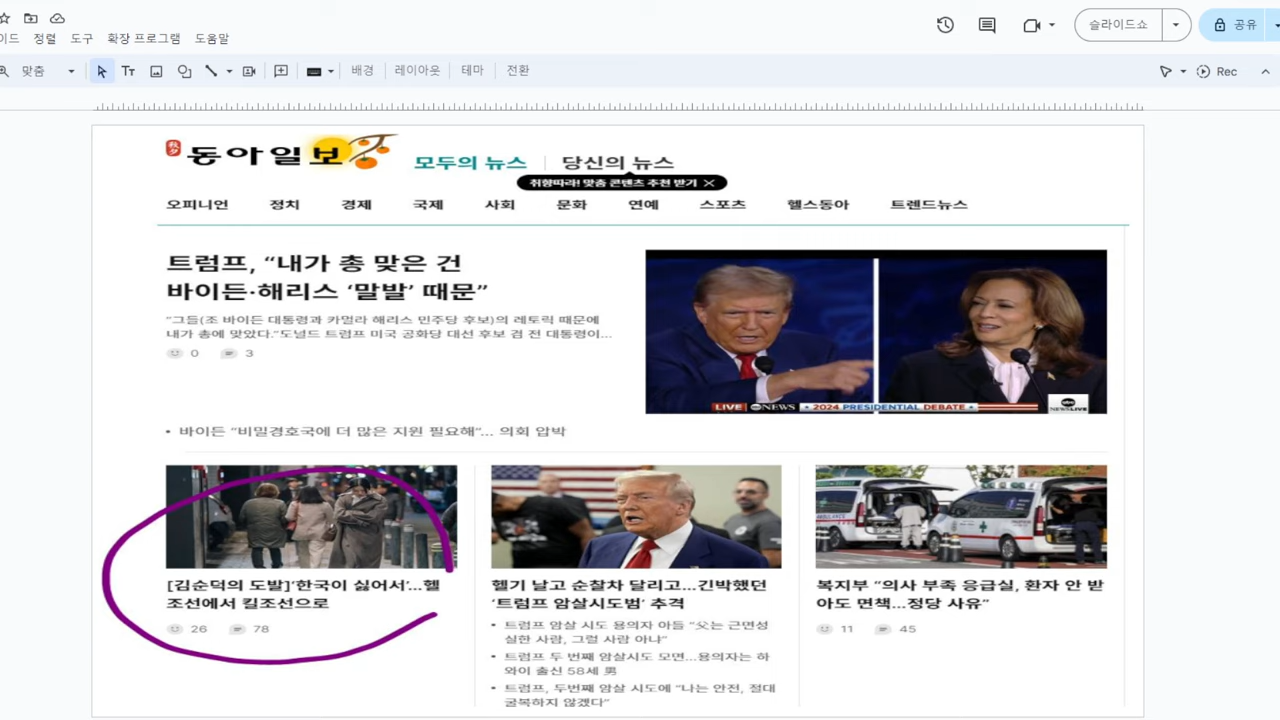 이드 정렬 도구 확장 프로그램 도움말
슬라이드쇼
공유
맞춤
배경 레이아웃 테마 전환
Rec
秋夕 동아일보 모두의 뉴스 당신의 뉴스
취향따라! 맞춤 콘텐츠 추천 받기
오피니언 정치 경제 국제 사회 문화 연예 스포츠 헬스동아 트렌드뉴스
트럼프, “내가 총 맞은 건
바이든·해리스 ‘말발’ 때문”
“그들(조 바이든 대통령과 카멀라 해리스 민주당 후보)의 레토릭 때문에
내가 총에 맞았다.”도널드 트럼프 미국 공화당 대선 후보 겸 전 대통령이…
0 3
LIVE abc NEWS 2024 PRESIDENTIAL DEBATE
abc
NEWS LIVE
• 바이든 “비밀경호국에 더 많은 지원 필요해”… 의회 압박
[김순덕의 도발]‘한국이 싫어서’…헬
조선에서 킬조선으로
26 78
헬기 날고 순찰차 달리고…긴박했던
‘트럼프 암살시도범’ 추격
• 트럼프 암살 시도 용의자 아들 “父는 근면성
실한 사람, 그럴 사람 아냐”
• 트럼프 두 번째 암살시도 모면…용의자는 하
와이 출신 58세 男
• 트럼프, 두번째 암살 시도에 “나는 안전, 절대
굴복하지 않겠다”
복지부 “의사 부족 응급실, 환자 안 받
아도 면책…정당 사유”
11 45